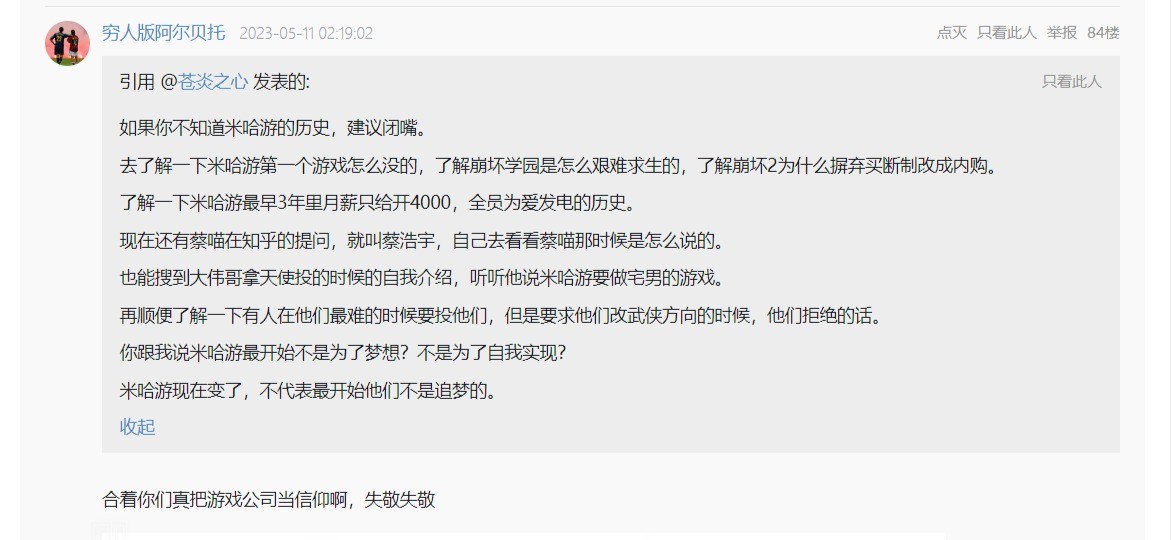 穷人版阿尔贝托 2023-05-11 02:19:02 点灭 只看此人 举报 84楼
引用 @苍炎之心 发表的: 只看此人
如果你不知道米哈游的历史，建议闭嘴。
去了解一下米哈游第一个游戏怎么没的，了解崩坏学园是怎么艰难求生的，了解崩坏2为什么摒弃买断制改成内购。
了解一下米哈游最早3年里月薪只给开4000，全员为爱发电的历史。
现在还有蔡喵在知乎的提问，就叫蔡浩宇，自己去看看蔡喵那时候是怎么说的。
也能搜到大伟哥拿天使投的时候的自我介绍，听听他说米哈游要做宅男的游戏。
再顺便了解一下有人在他们最难的时候要投他们，但是要求他们改武侠方向的时候，他们拒绝的话。
你跟我说米哈游最开始不是为了梦想？不是为了自我实现？
米哈游现在变了，不代表最开始他们不是追梦的。
收起
合着你们真把游戏公司当信仰啊，失敬失敬